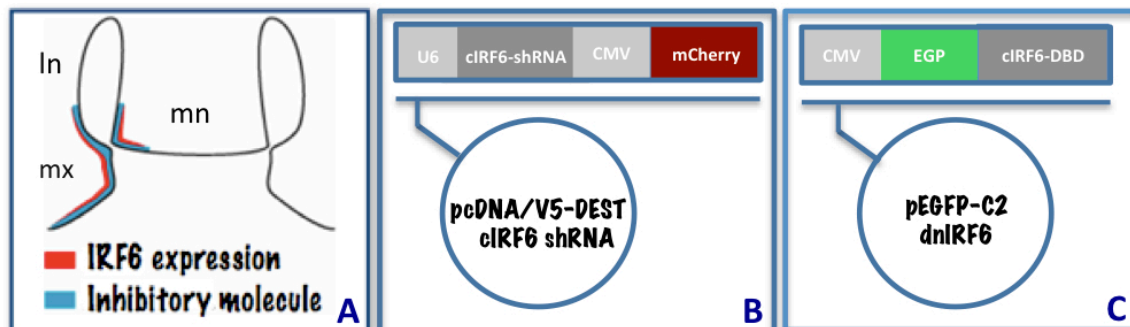 ln
mn
mx
IRF6 expression
Inhibitory molecule
A
U6 cIRF6-shRNA CMV mCherry
pcDNA/V5-DEST
cIRF6 shRNA
B
CMV EGP cIRF6-DBD
pEGFP-C2
dnIRF6
C